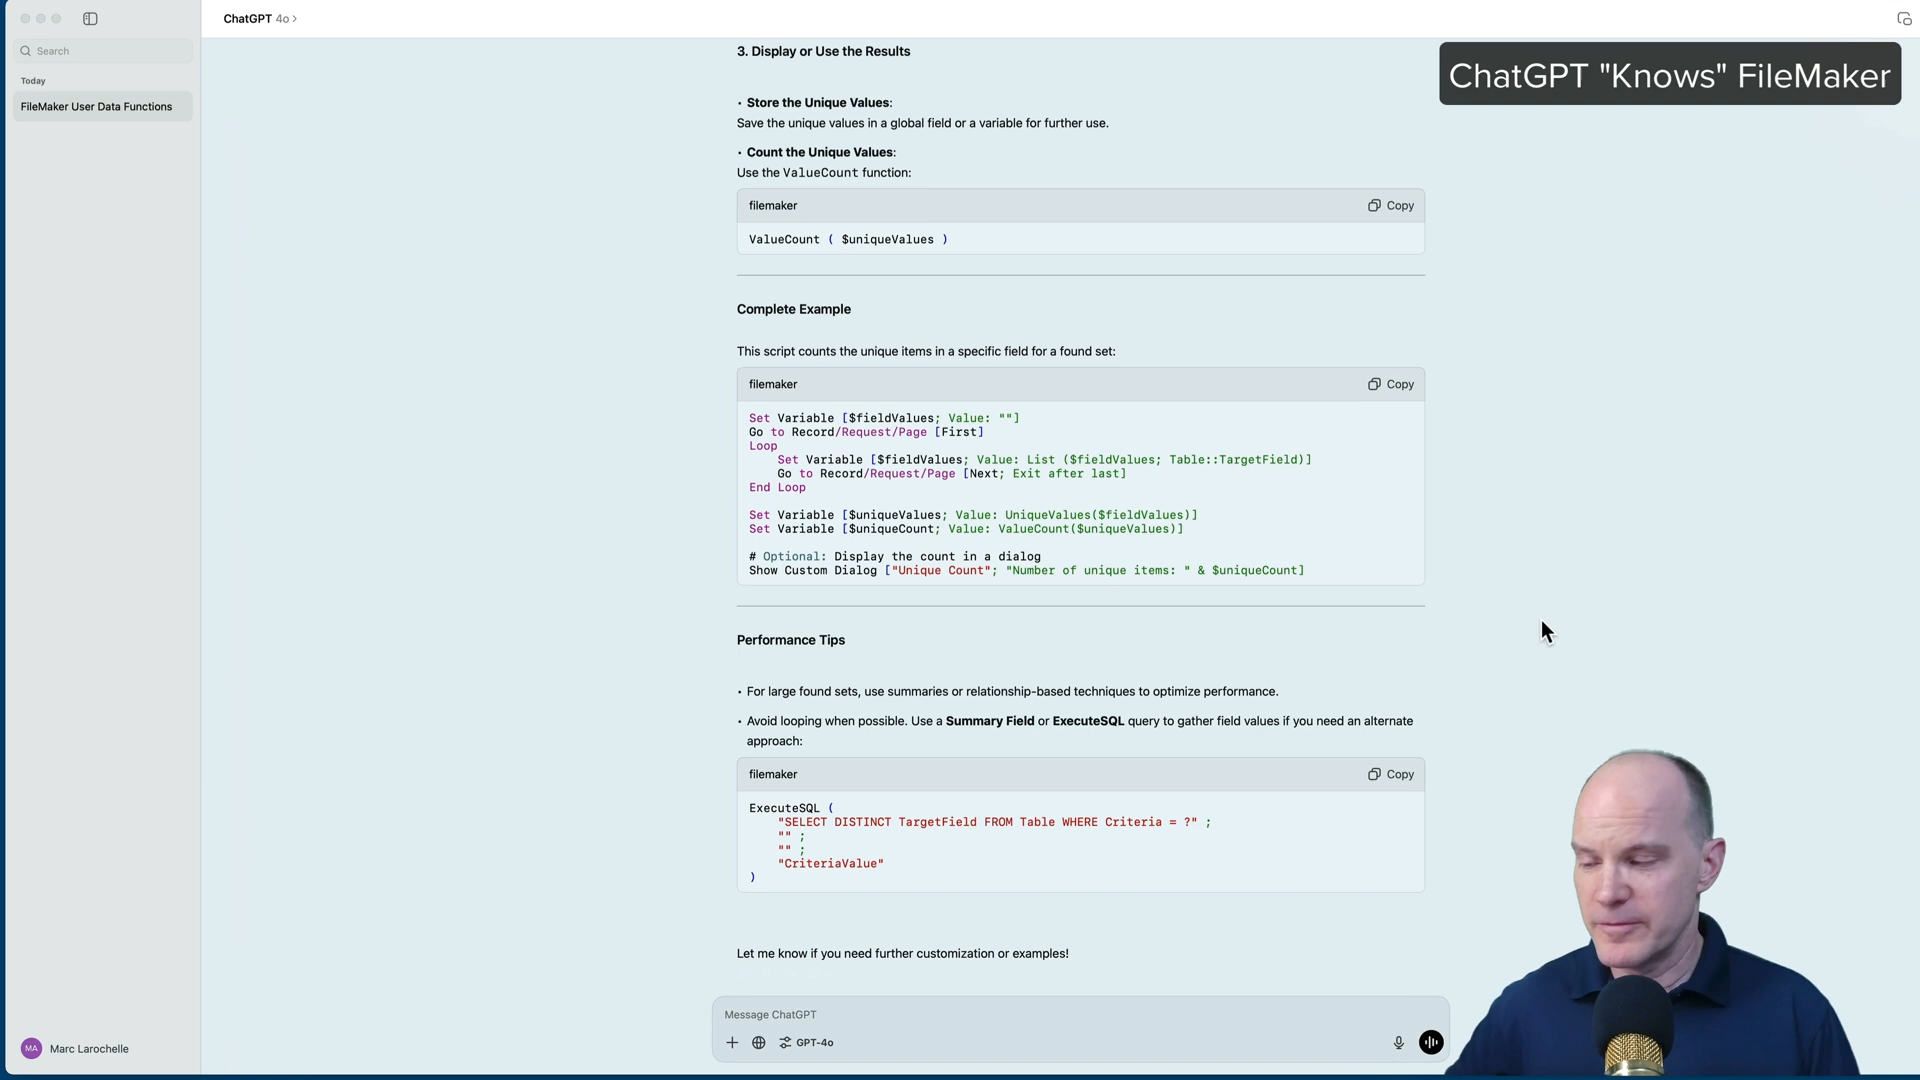 ChatGPT 4o >
Search
Today
FileMaker User Data Functions
ChatGPT "Knows" FileMaker
3. Display or Use the Results
• Store the Unique Values:
Save the unique values in a global field or a variable for further use.
• Count the Unique Values:
Use the ValueCount function:
filemaker
Copy
ValueCount ( $uniqueValues )
Complete Example
This script counts the unique items in a specific field for a found set:
filemaker
Copy
Set Variable [$fieldValues; Value: ""]
Go to Record/Request/Page [First]
Loop
Set Variable [$fieldValues; Value: List ($fieldValues; Table::TargetField)]
Go to Record/Request/Page [Next; Exit after last]
End Loop
Set Variable [$uniqueValues; Value: UniqueValues($fieldValues)]
Set Variable [$uniqueCount; Value: ValueCount($uniqueValues)]
# Optional: Display the count in a dialog
Show Custom Dialog ["Unique Count"; "Number of unique items: " & $uniqueCount]
Performance Tips
• For large found sets, use summaries or relationship-based techniques to optimize performance.
• Avoid looping when possible. Use a Summary Field or ExecuteSQL query to gather field values if you need an alternate
approach:
filemaker
Copy
ExecuteSQL (
"SELECT DISTINCT TargetField FROM Table WHERE Criteria = ?" ;
"" ;
"" ;
"CriteriaValue"
)
Let me know if you need further customization or examples!
Message ChatGPT
GPT-4o
MA
Marc Larochelle